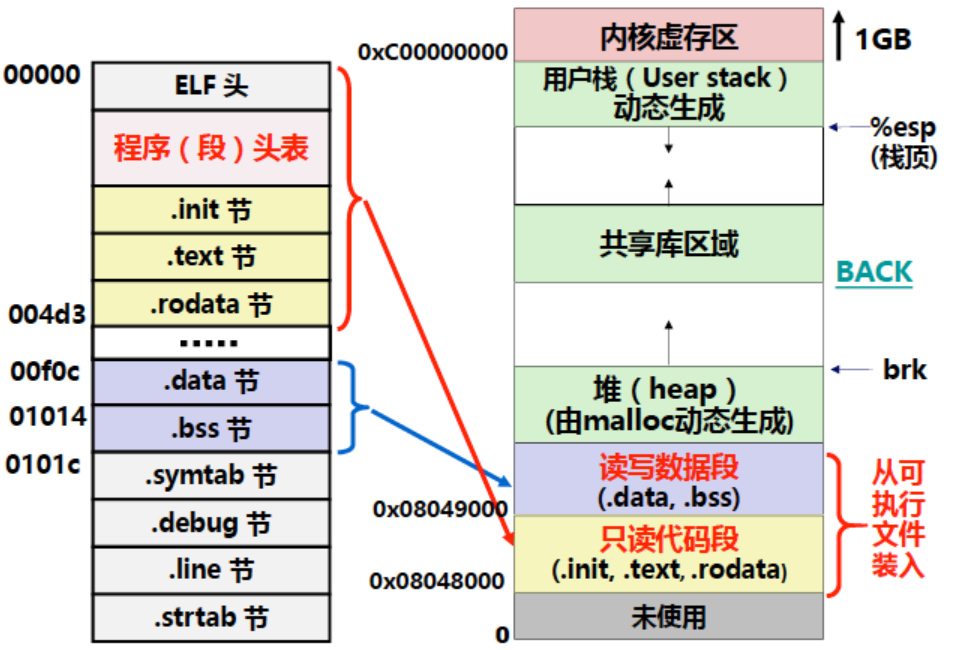 00000
ELF 头
程序（段）头表
.init 节
.text 节
.rodata 节
004d3
.....
00f0c
.data 节
01014
.bss 节
0101c
.symtab 节
.debug 节
.line 节
.strtab 节
内核虚存区
1GB
0xC00000000
用户栈（User stack）
动态生成
%esp
(栈顶)
共享库区域
BACK
brk
堆（heap）
(由malloc动态生成)
读写数据段
(.data, .bss)
0x08049000
只读代码段
(.init, .text, .rodata)
0x08048000
未使用
0
从可
执行
文件
装入